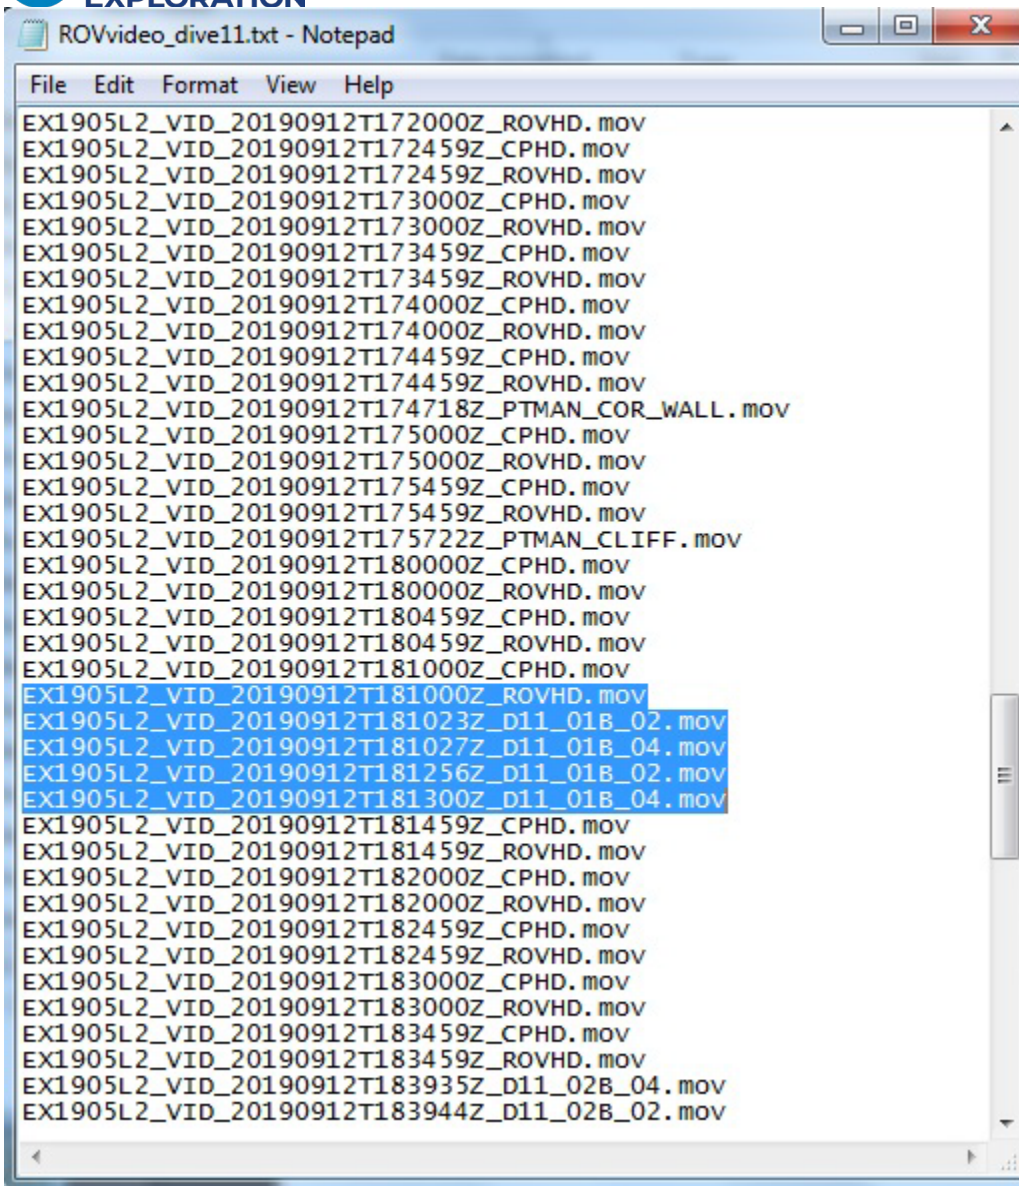 EXPLORATION
ROVvideo_dive11.txt - Notepad
File Edit Format View Help
EX1905L2_VID_20190912T172000Z_ROVHD.mov
EX1905L2_VID_20190912T172459Z_CPHD.mov
EX1905L2_VID_20190912T172459Z_ROVHD.mov
EX1905L2_VID_20190912T173000Z_CPHD.mov
EX1905L2_VID_20190912T173000Z_ROVHD.mov
EX1905L2_VID_20190912T173459Z_CPHD.mov
EX1905L2_VID_20190912T173459Z_ROVHD.mov
EX1905L2_VID_20190912T174000Z_CPHD.mov
EX1905L2_VID_20190912T174000Z_ROVHD.mov
EX1905L2_VID_20190912T174459Z_CPHD.mov
EX1905L2_VID_20190912T174459Z_ROVHD.mov
EX1905L2_VID_20190912T174718Z_PTMAN_COR_WALL.mov
EX1905L2_VID_20190912T175000Z_CPHD.mov
EX1905L2_VID_20190912T175000Z_ROVHD.mov
EX1905L2_VID_20190912T175459Z_CPHD.mov
EX1905L2_VID_20190912T175459Z_ROVHD.mov
EX1905L2_VID_20190912T175722Z_PTMAN_CLIFF.mov
EX1905L2_VID_20190912T180000Z_CPHD.mov
EX1905L2_VID_20190912T180000Z_ROVHD.mov
EX1905L2_VID_20190912T180459Z_CPHD.mov
EX1905L2_VID_20190912T180459Z_ROVHD.mov
EX1905L2_VID_20190912T181000Z_CPHD.mov
EX1905L2_VID_20190912T181000Z_ROVHD.mov
EX1905L2_VID_20190912T181023Z_D11_01B_02.mov
EX1905L2_VID_20190912T181027Z_D11_01B_04.mov
EX1905L2_VID_20190912T181256Z_D11_01B_02.mov
EX1905L2_VID_20190912T181300Z_D11_01B_04.mov
EX1905L2_VID_20190912T181459Z_CPHD.mov
EX1905L2_VID_20190912T181459Z_ROVHD.mov
EX1905L2_VID_20190912T182000Z_CPHD.mov
EX1905L2_VID_20190912T182000Z_ROVHD.mov
EX1905L2_VID_20190912T182459Z_CPHD.mov
EX1905L2_VID_20190912T182459Z_ROVHD.mov
EX1905L2_VID_20190912T183000Z_CPHD.mov
EX1905L2_VID_20190912T183000Z_ROVHD.mov
EX1905L2_VID_20190912T183459Z_CPHD.mov
EX1905L2_VID_20190912T183459Z_ROVHD.mov
EX1905L2_VID_20190912T183935Z_D11_02B_04.mov
EX1905L2_VID_20190912T183944Z_D11_02B_02.mov